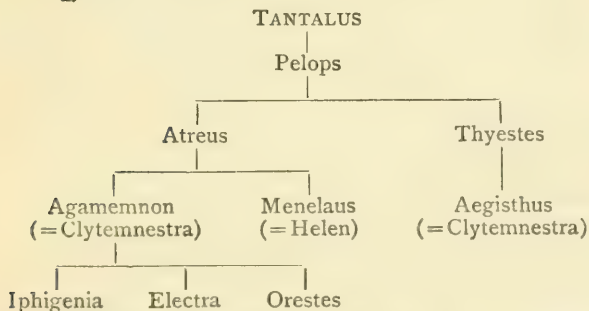 TANTALUS
Pelops
Atreus Thyestes
Agamemnon Menelaus Aegisthus
(=Clytemnestra) (=Helen) (=Clytemnestra)
Iphigenia Electra Orestes